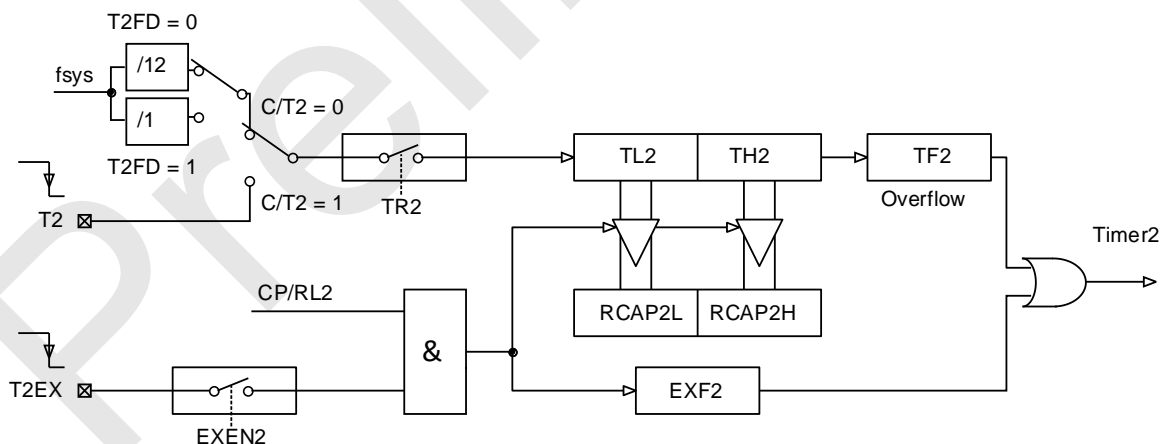 T2FD = 0
/12
fsys
C/T2 = 0
/1
T2FD = 1
TL2
TH2
TF2
C/T2 = 1
TR2
Overflow
T2
Timer2
CP/RL2
RCAP2L
RCAP2H
&
T2EX
EXF2
EXEN2